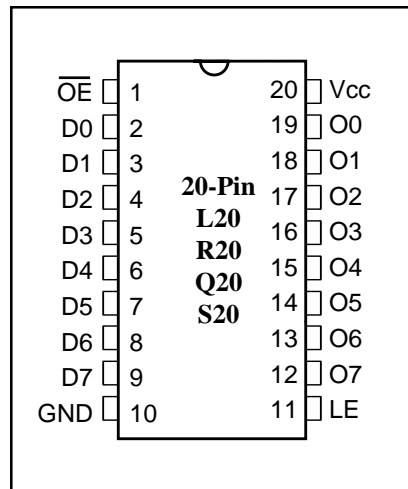 O̅E̅ 1 20 Vcc
D0 2 19 O0
D1 3 18 O1
D2 4 20-Pin 17 O2
D3 5 L20 16 O3
D4 6 R20 15 O4
D5 7 Q20 14 O5
D6 8 S20 13 O6
D7 9 12 O7
GND 10 11 LE